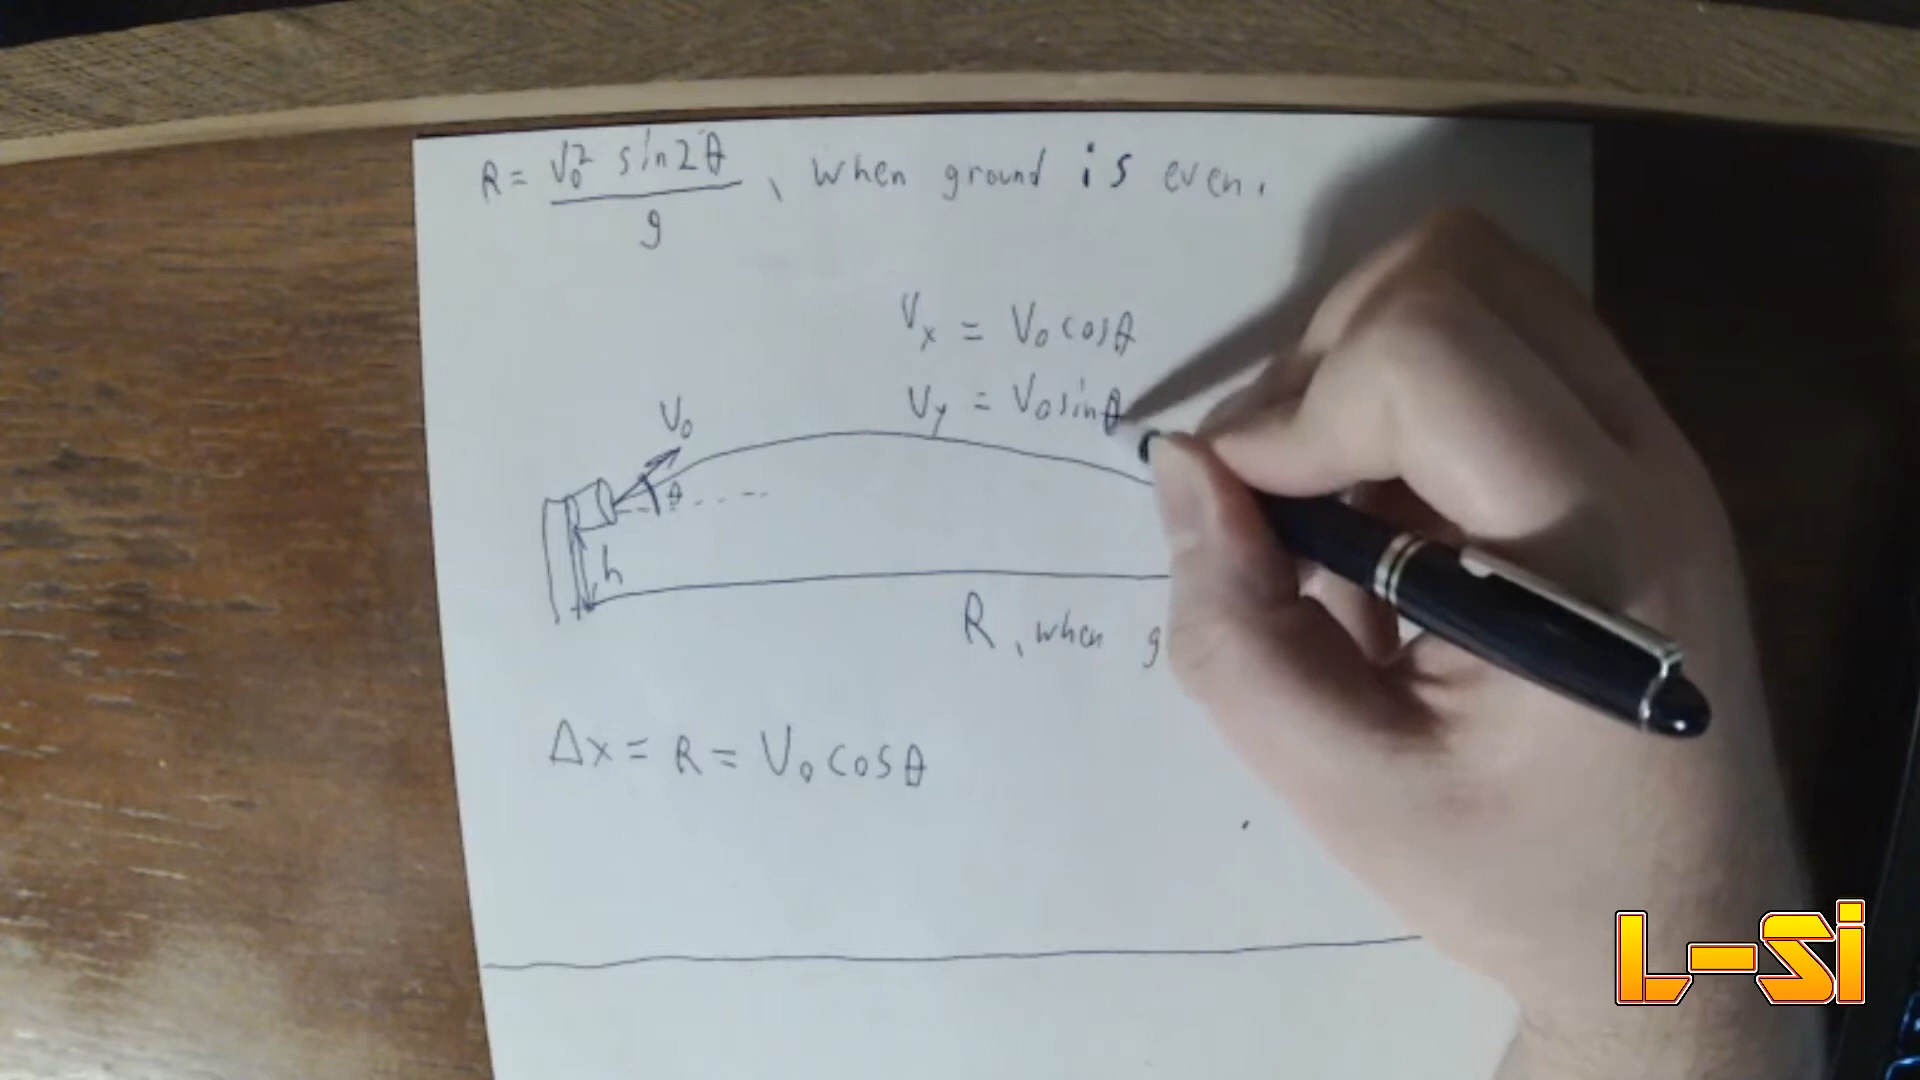 R = V₀² sin2θ / g , when ground is even.
Vx = V₀ cosθ
Vy = V₀ sinθ
V₀
θ
h
R, when g
Δx = R = V₀ cosθ
L-Si